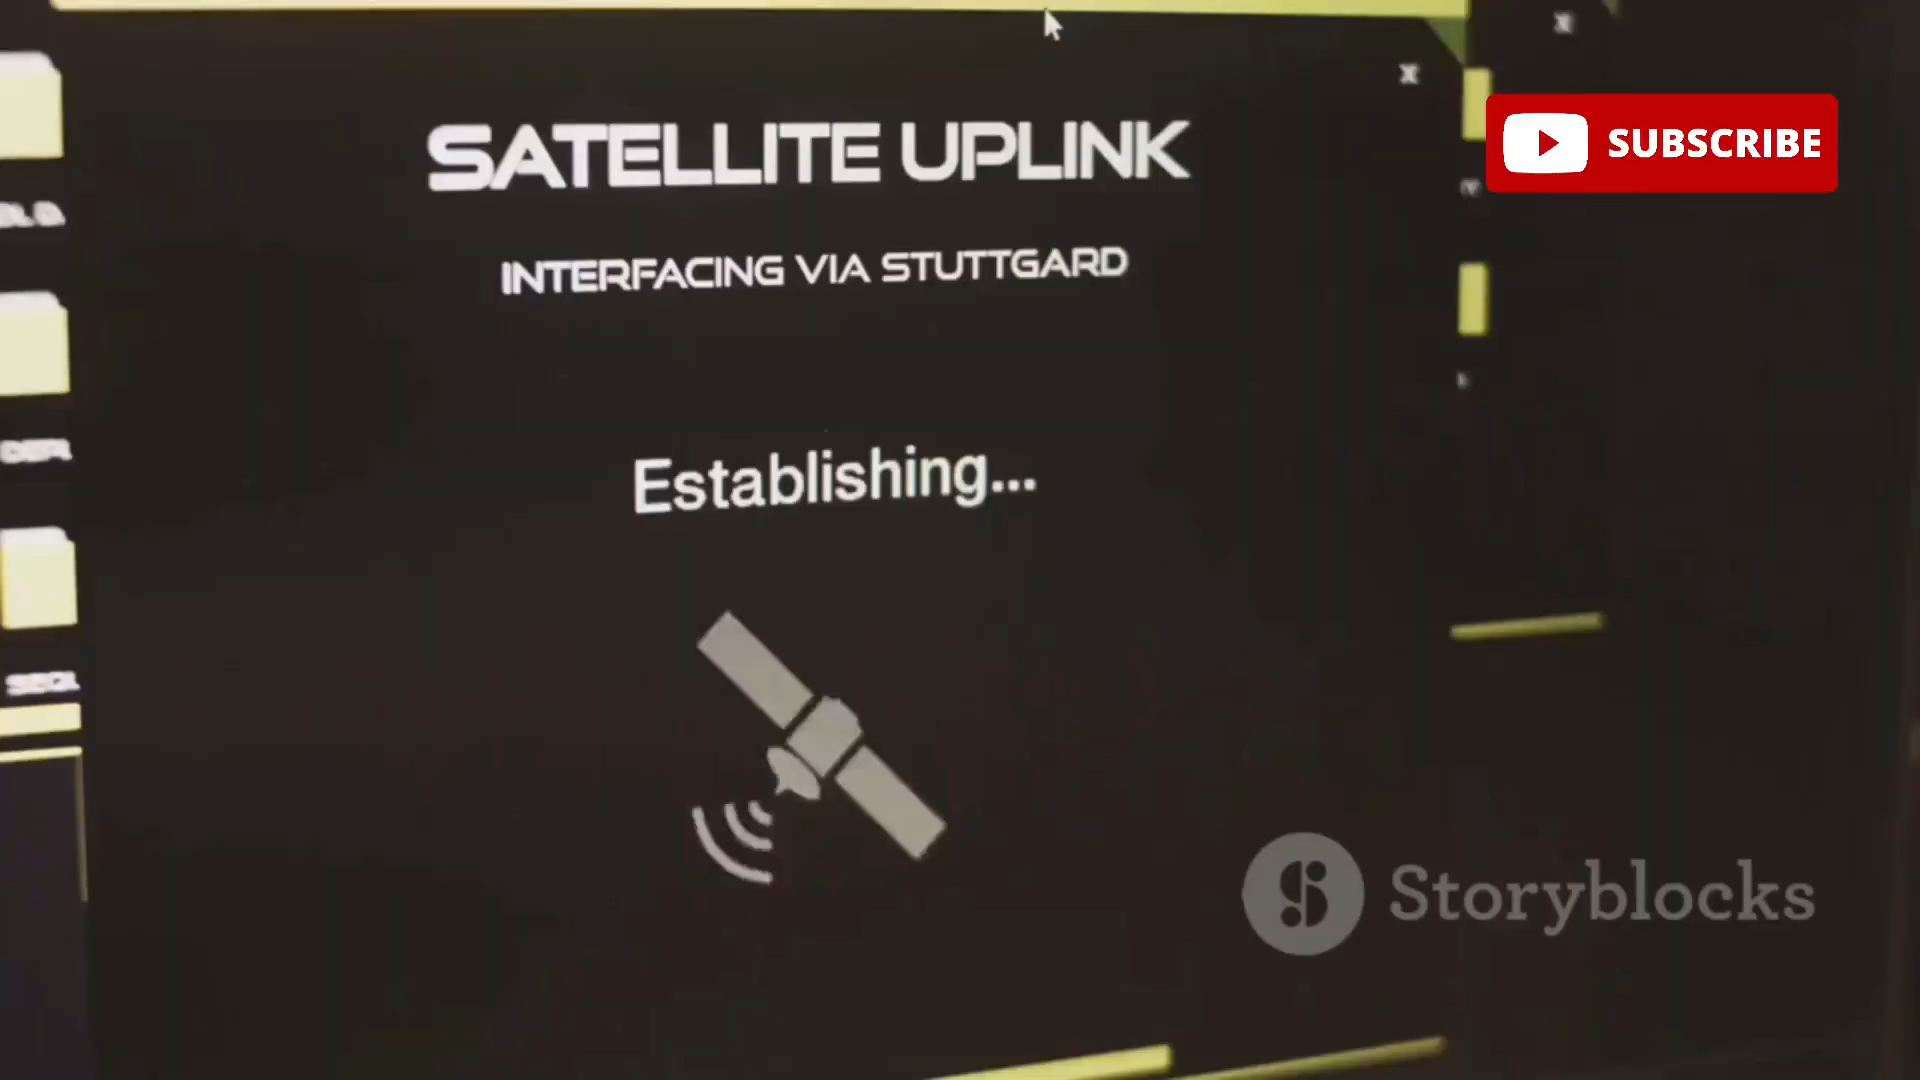 x
x
SUBSCRIBE
SATELLITE UPLINK
INTERFACING VIA STUTTGARD
Establishing...
Storyblocks